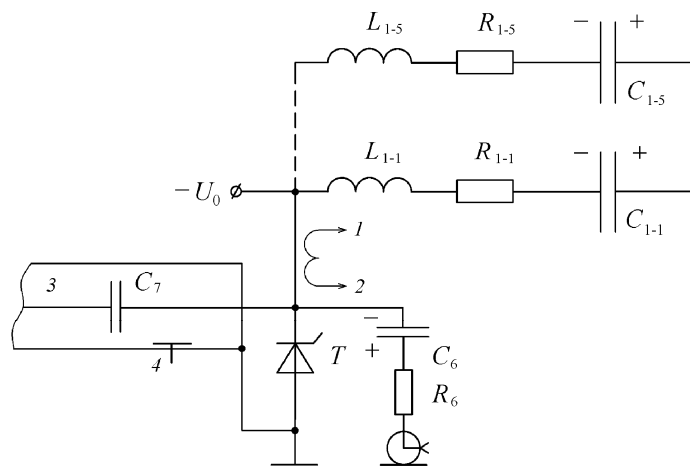 L1-5 R1-5 − +
C1-5
L1-1 R1-1 − +
−U0
C1-1
1
3 C7 2
−
4 T + C6
R6